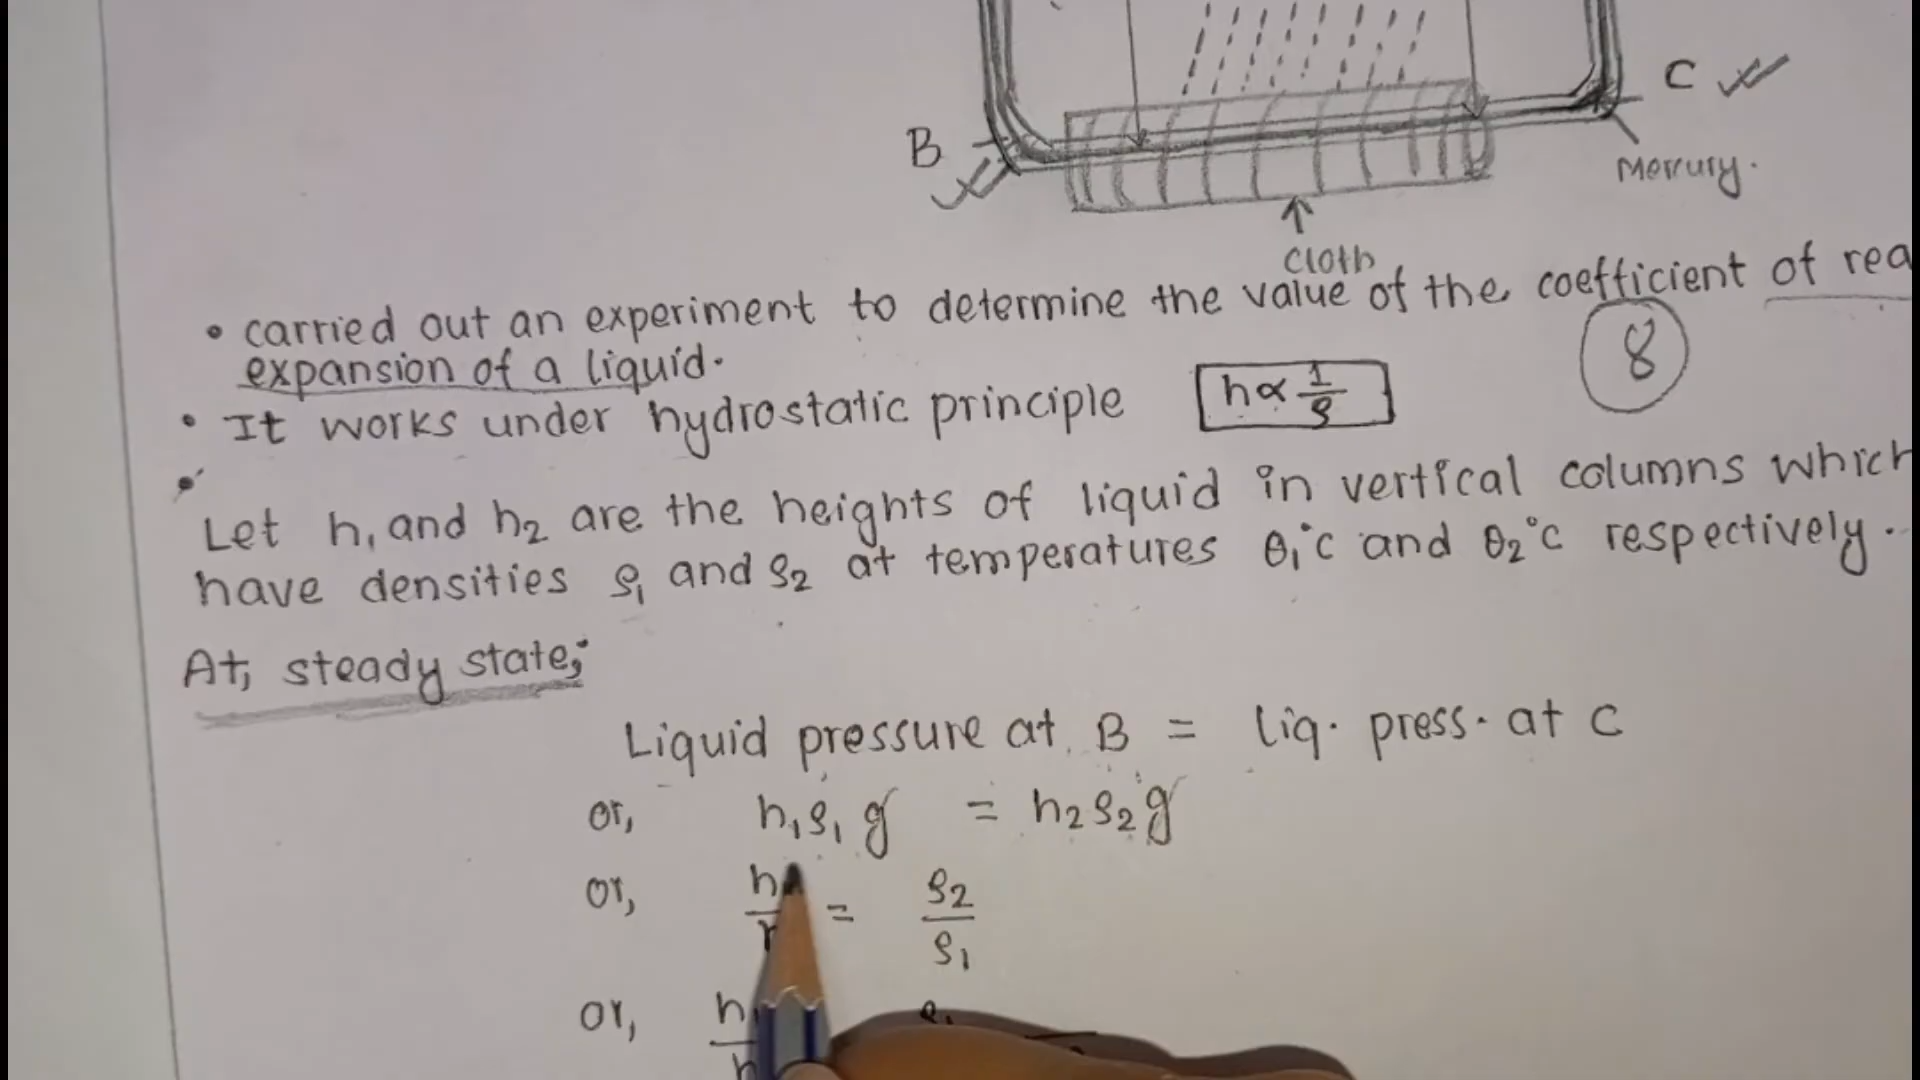 C
B
Mercury.
cloth
• carried out an experiment to determine the value of the coefficient of rea
expansion of a liquid.
• It works under hydrostatic principle h∝1/ρ γ
Let h₁ and h₂ are the heights of liquid in vertical columns which
have densities ρ₁ and ρ₂ at temperatures θ₁°c and θ₂°c respectively.
At, steady state;
Liquid pressure at B = liq. press. at C
or, h₁ρ₁g = h₂ρ₂g
or, h = ρ₂/ρ₁
or, h